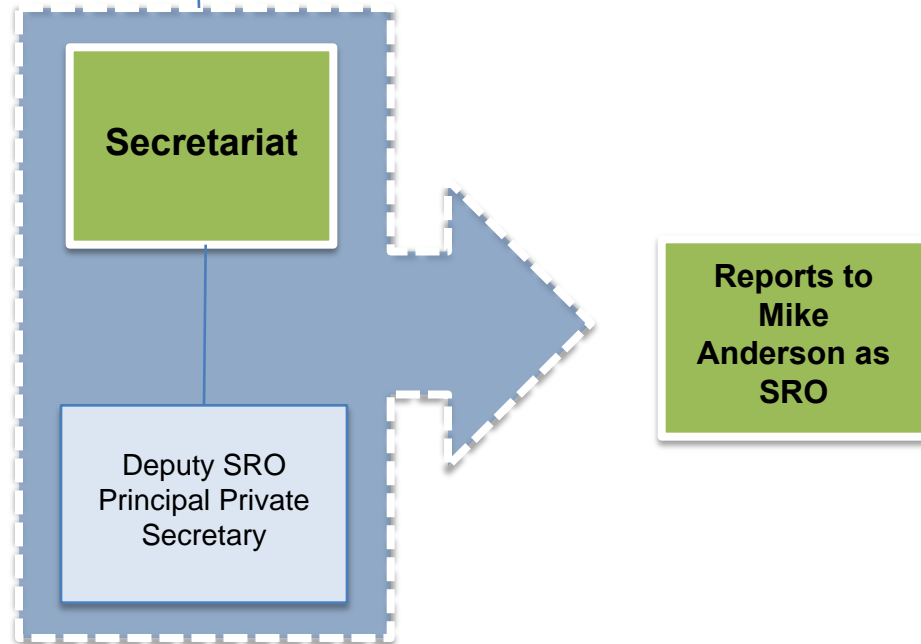 Secretariat
Deputy SRO
Principal Private
Secretary
Reports to
Mike
Anderson as
SRO